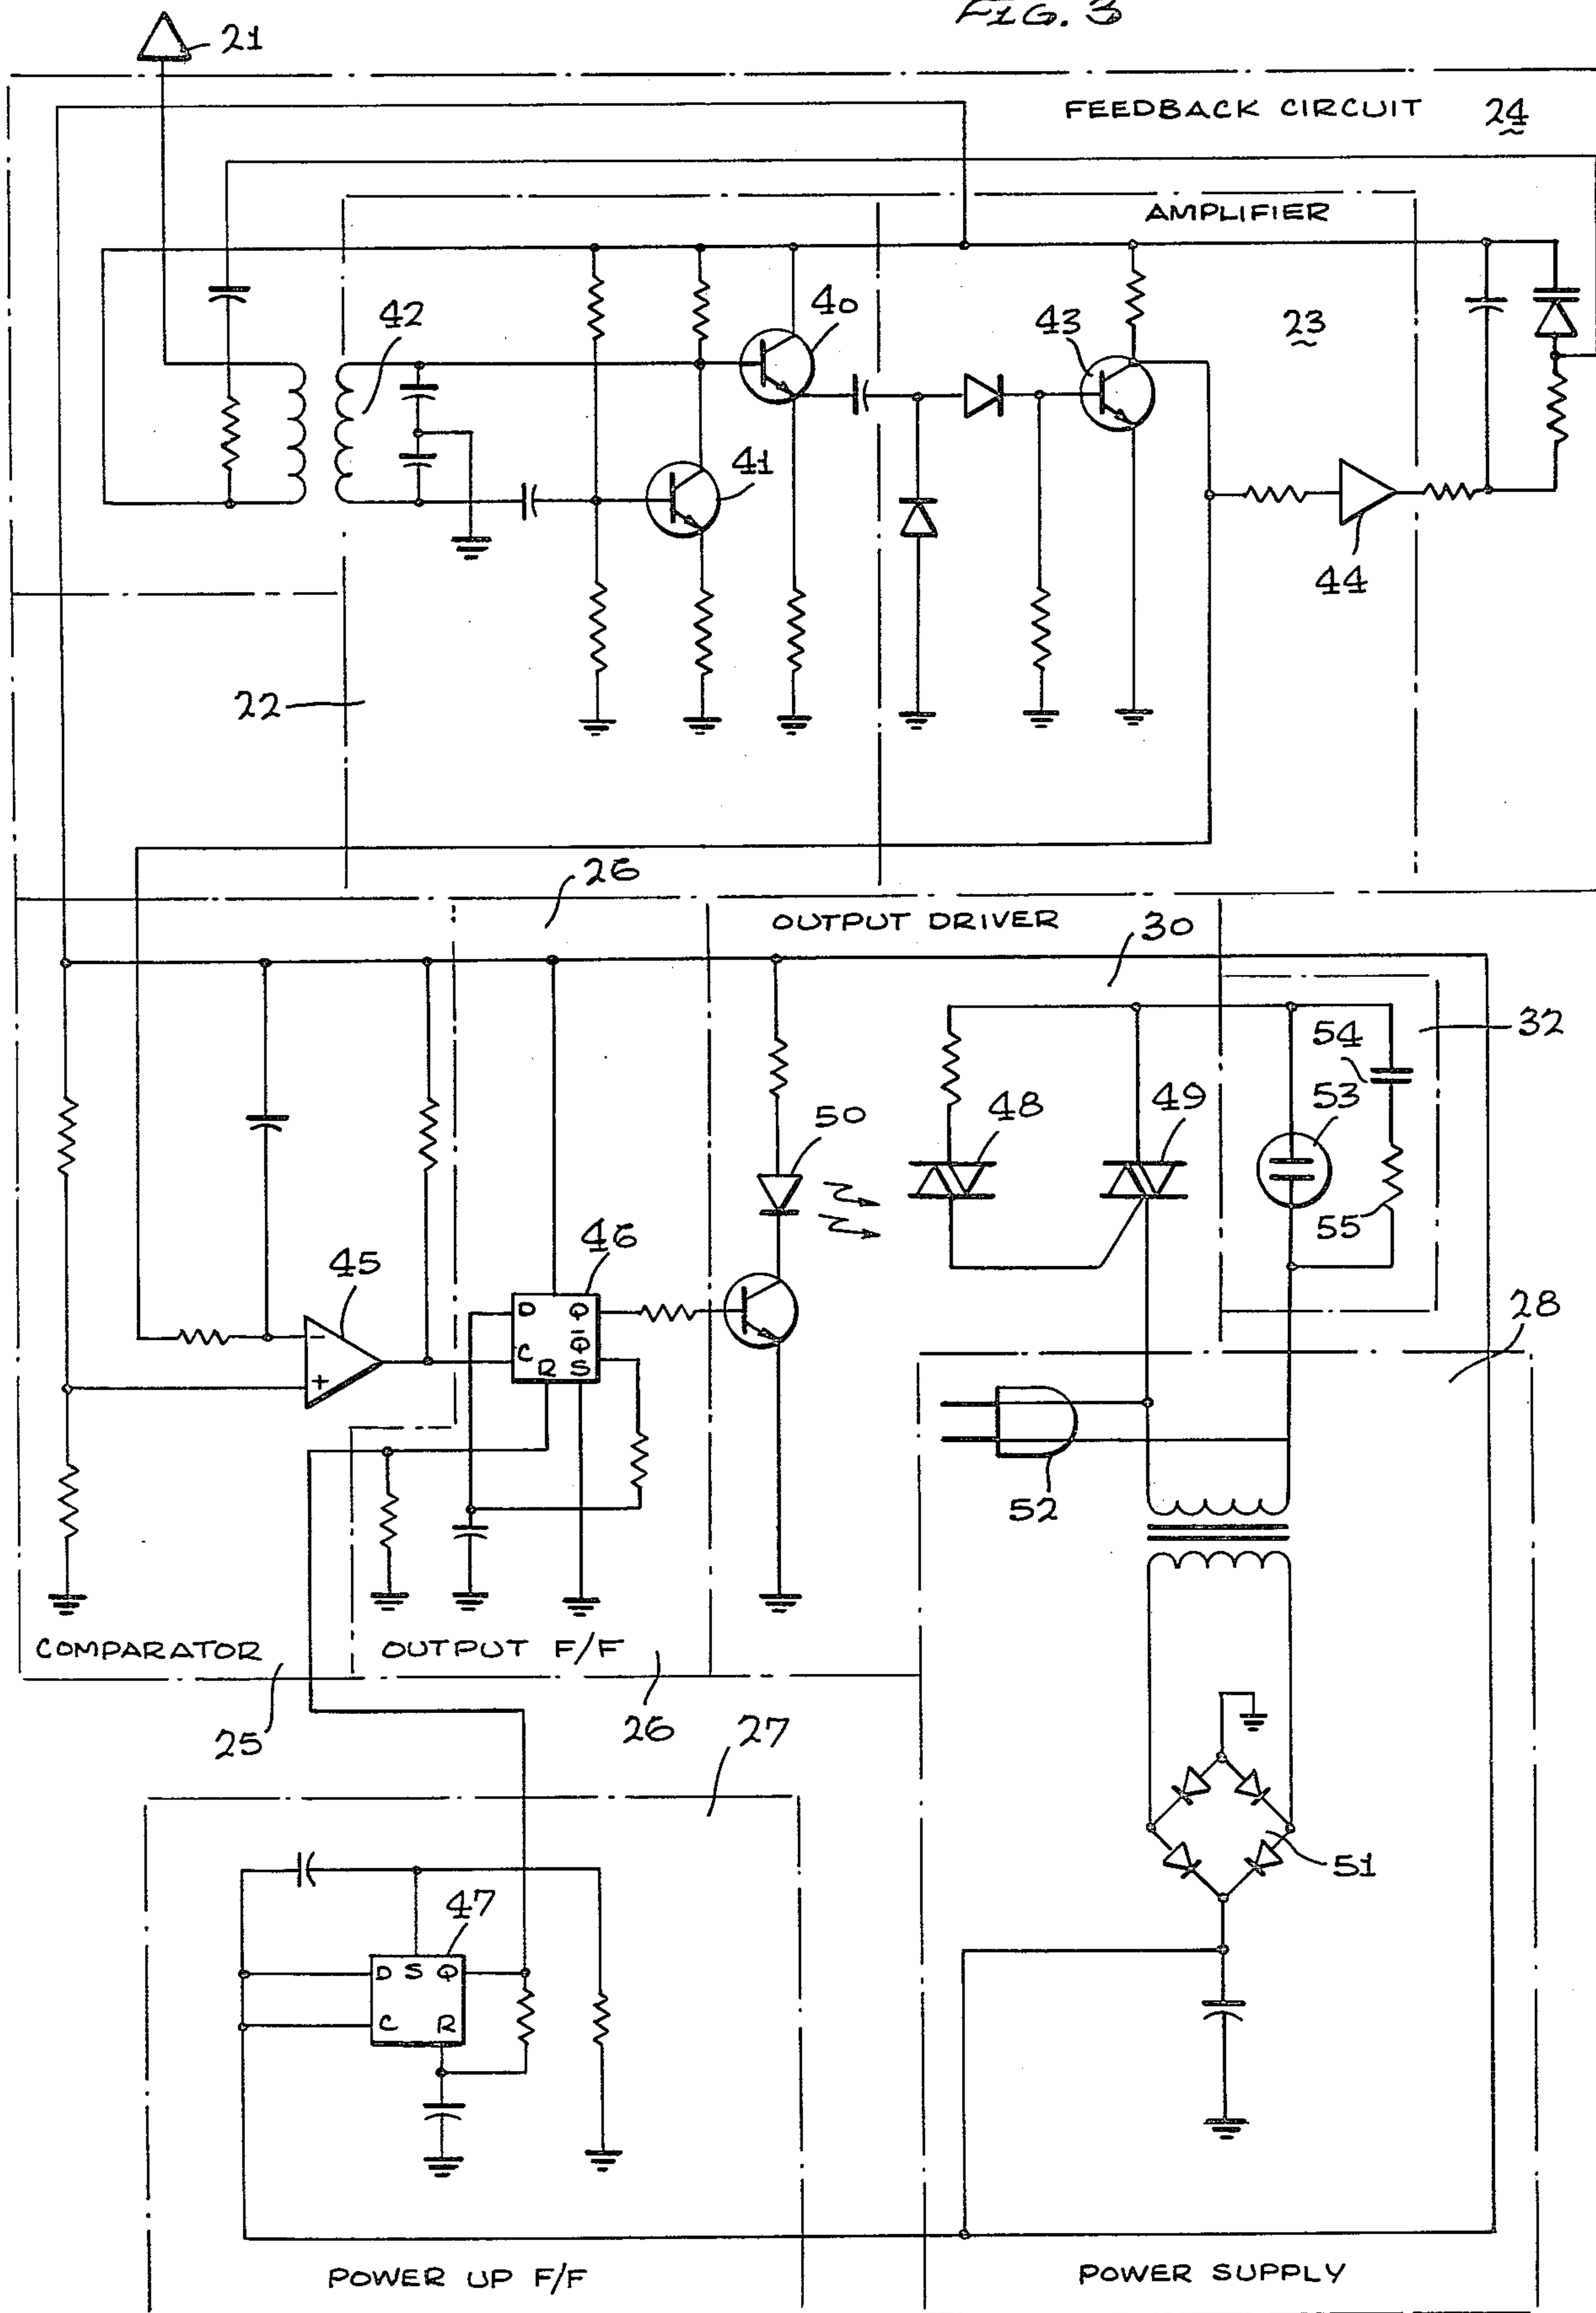 FIG. 3
21
FEEDBACK CIRCUIT 24
AMPLIFIER
42
40
43
23
41
44
22
26
OUTPUT DRIVER
30
54
32
53
50
48
49
55
46
45
28
D Q
Q̄
C
R S
−
+
52
COMPARATOR
OUTPUT F/F
25
26
27
51
47
D S Q
C R
POWER UP F/F
POWER SUPPLY